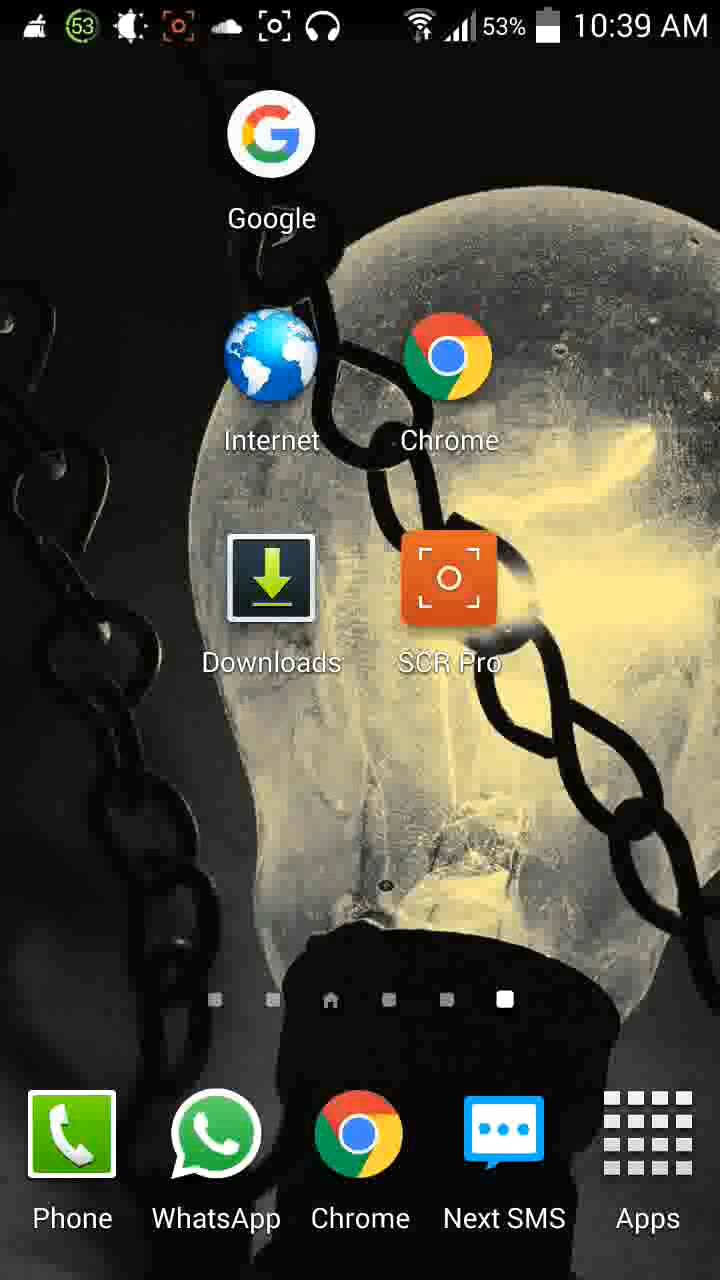 53 53% 10:39 AM
Google
Internet Chrome
Downloads SCR Pro
Phone WhatsApp Chrome Next SMS Apps